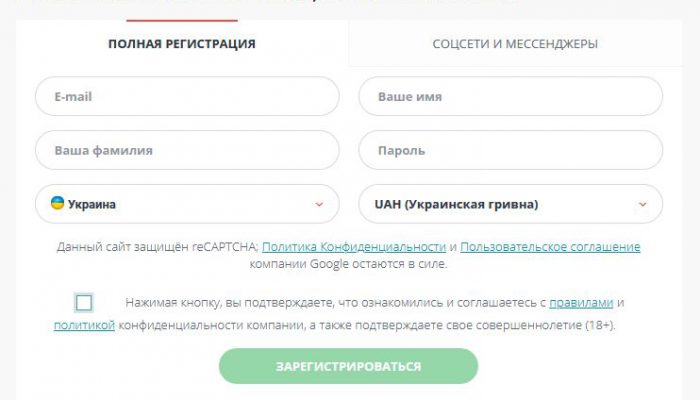 ПОЛНАЯ РЕГИСТРАЦИЯ
СОЦСЕТИ И МЕССЕНДЖЕРЫ
E-mail
Ваше имя
Ваша фамилия
Пароль
Украина
UAH (Украинская гривна)
Данный сайт защищён reCAPTCHA; Политика Конфиденциальности и Пользовательское соглашение
компании Google остаются в силе.
Нажимая кнопку, вы подтверждаете, что ознакомились и соглашаетесь с правилами и
политикой конфиденциальности компании, а также подтверждаете свое совершеннолетие (18+).
ЗАРЕГИСТРИРОВАТЬСЯ